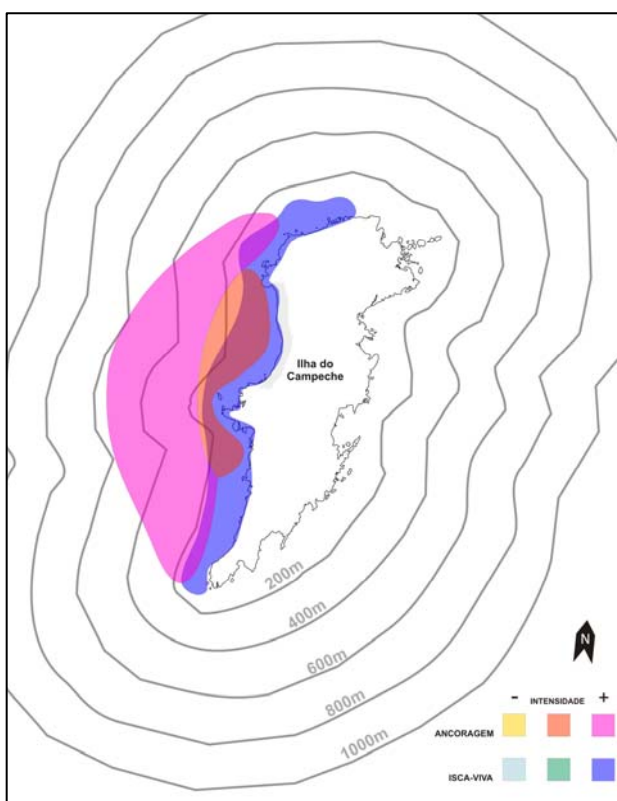 Ilha do
Campeche
200m
400m
600m
800m
1000m
N
- INTENSIDADE +
ANCORAGEM
ISCA-VIVA